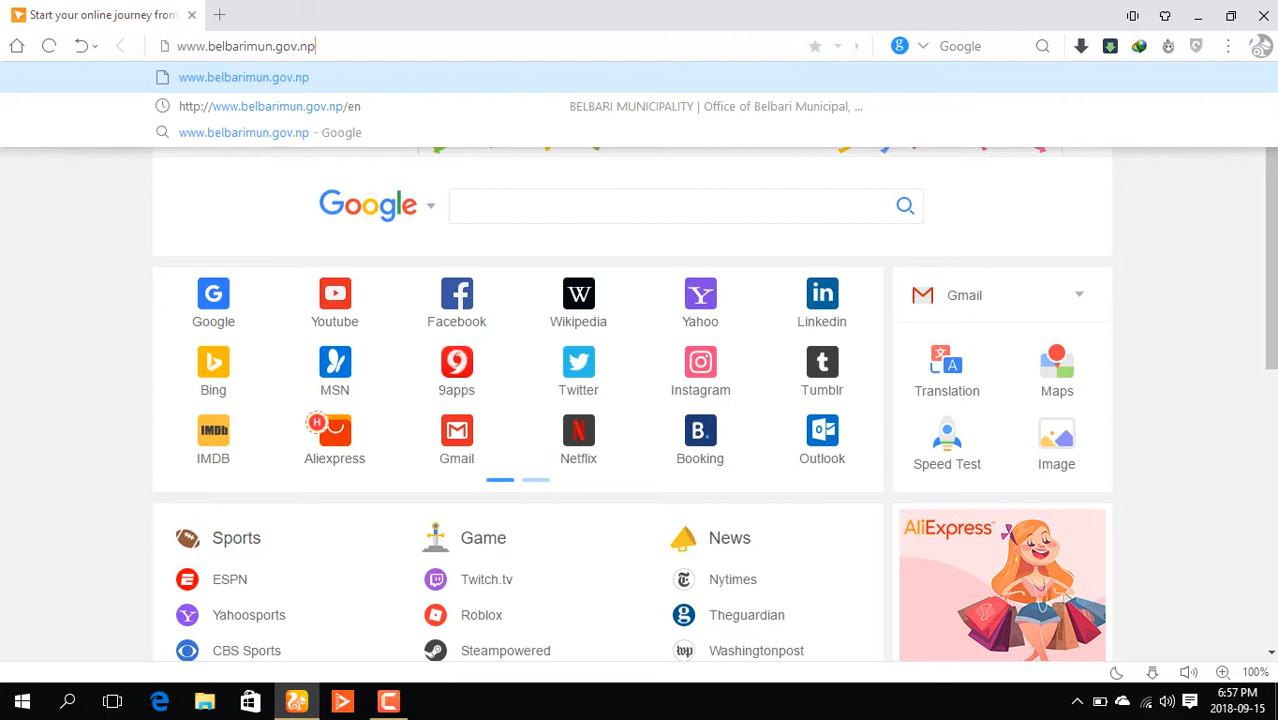 Start your online journey from
www.belbarimun.gov.np
Google
www.belbarimun.gov.np
http://www.belbarimun.gov.np/en BELBARI MUNICIPALITY | Office of Belbari Municipal, ...
www.belbarimun.gov.np - Google
Google
G
W
Y
in
Google Youtube Facebook Wikipedia Yahoo Linkedin
Gmail
Bing MSN 9apps Twitter Instagram Tumblr
Translation Maps
IMDb
H
B.
IMDB Aliexpress Gmail Netflix Booking Outlook
Speed Test Image
Sports Game News
AliExpress
ESPN Twitch.tv Nytimes
Yahoosports Roblox Theguardian
CBS Sports Steampowered Washingtonpost
100%
6:57 PM
2018-09-15